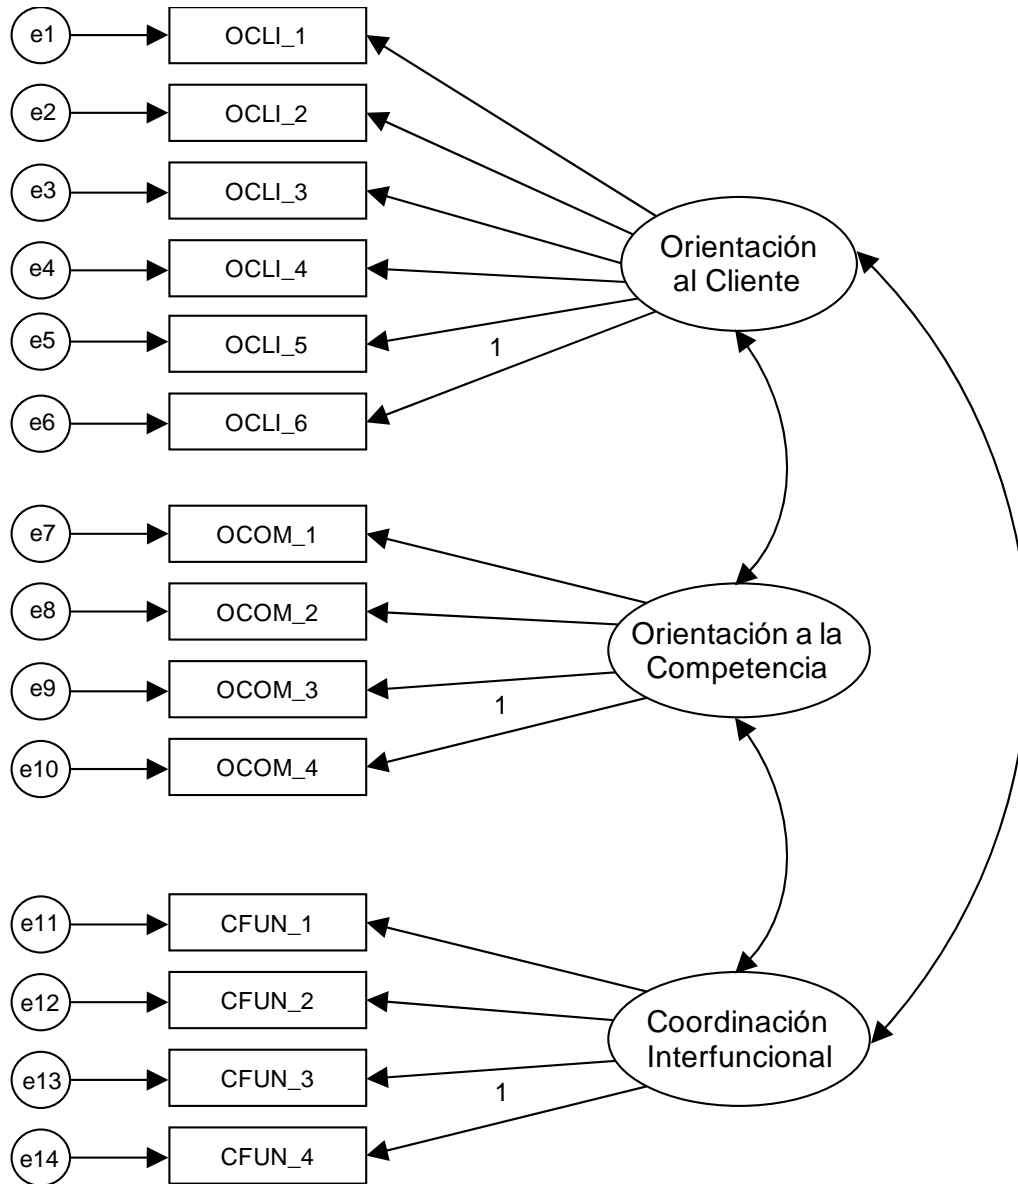 e1
OCLI_1
e2
OCLI_2
e3
OCLI_3
e4
OCLI_4
e5
OCLI_5
e6
OCLI_6
1
Orientación
al Cliente
e7
OCOM_1
e8
OCOM_2
e9
OCOM_3
e10
OCOM_4
1
Orientación a la
Competencia
e11
CFUN_1
e12
CFUN_2
e13
CFUN_3
e14
CFUN_4
1
Coordinación
Interfuncional